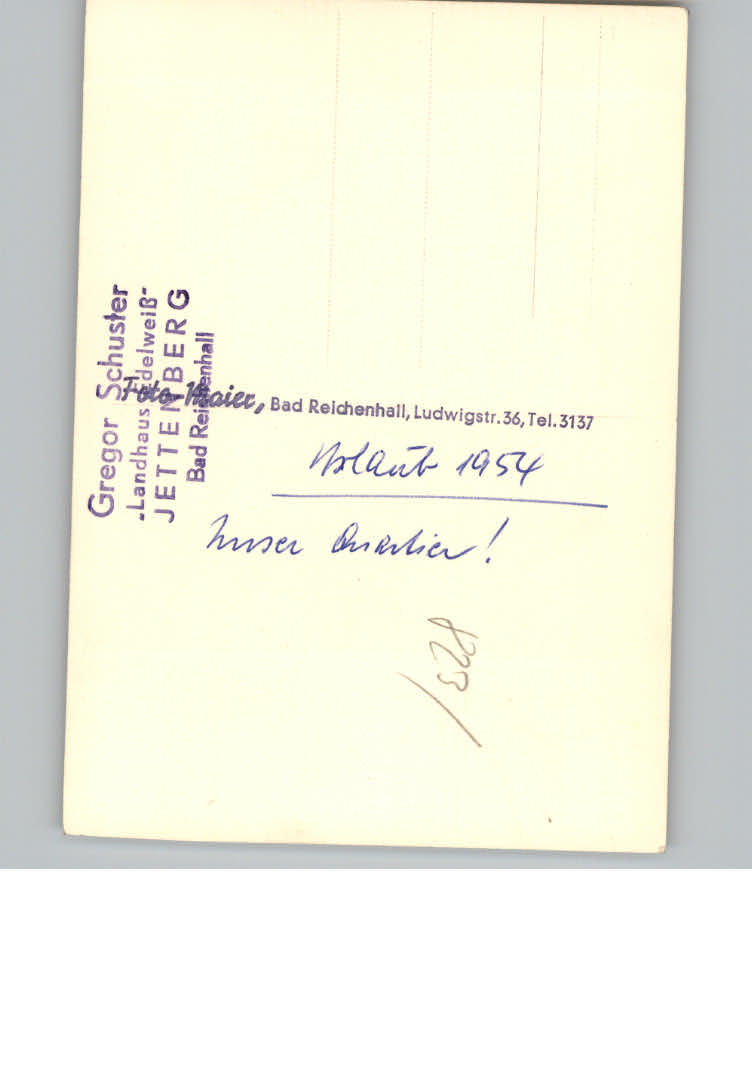 Gregor Schuster
„Landhaus Edelweiß“
JETTENBERG
Bad Reichenhall
Foto-Maier, Bad Reichenhall, Ludwigstr. 36, Tel. 3137
Urlaub 1954
Unser Quartier!